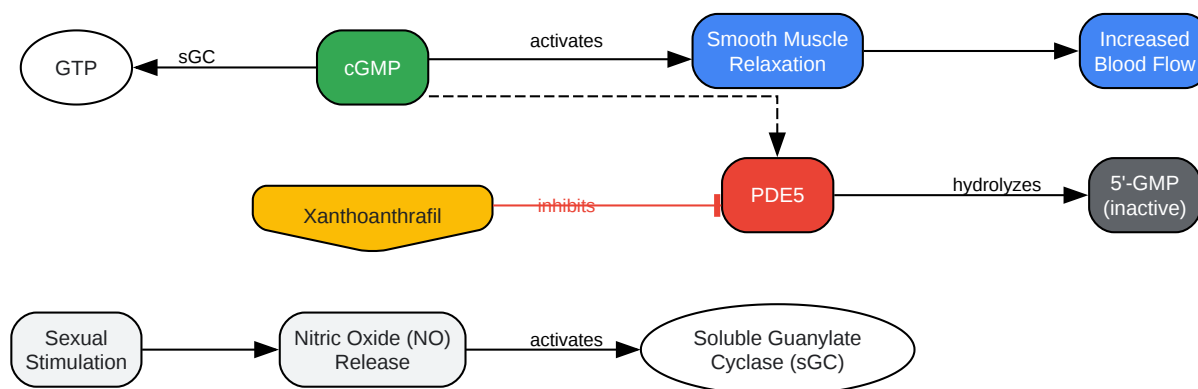 GTP
sGC
cGMP
activates
Smooth Muscle
Relaxation
Increased
Blood Flow
Xanthoanthrafil
inhibits
PDE5
hydrolyzes
5'-GMP
(inactive)
Sexual
Stimulation
Nitric Oxide (NO)
Release
activates
Soluble Guanylate
Cyclase (sGC)